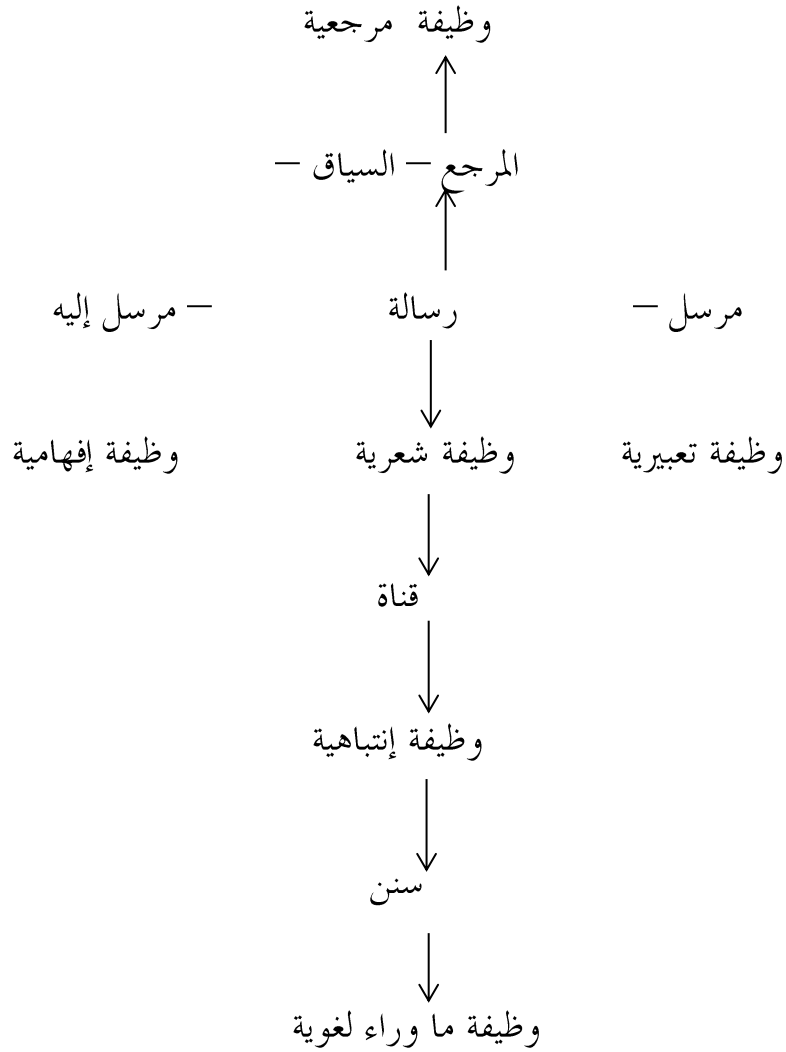 وظيفة مرجعية
المرجع – السياق –
مرسل – رسالة – مرسل إليه
وظيفة تعبيرية وظيفة شعرية وظيفة إفهامية
قناة
وظيفة إنتباهية
سنن
وظيفة ما وراء لغوية